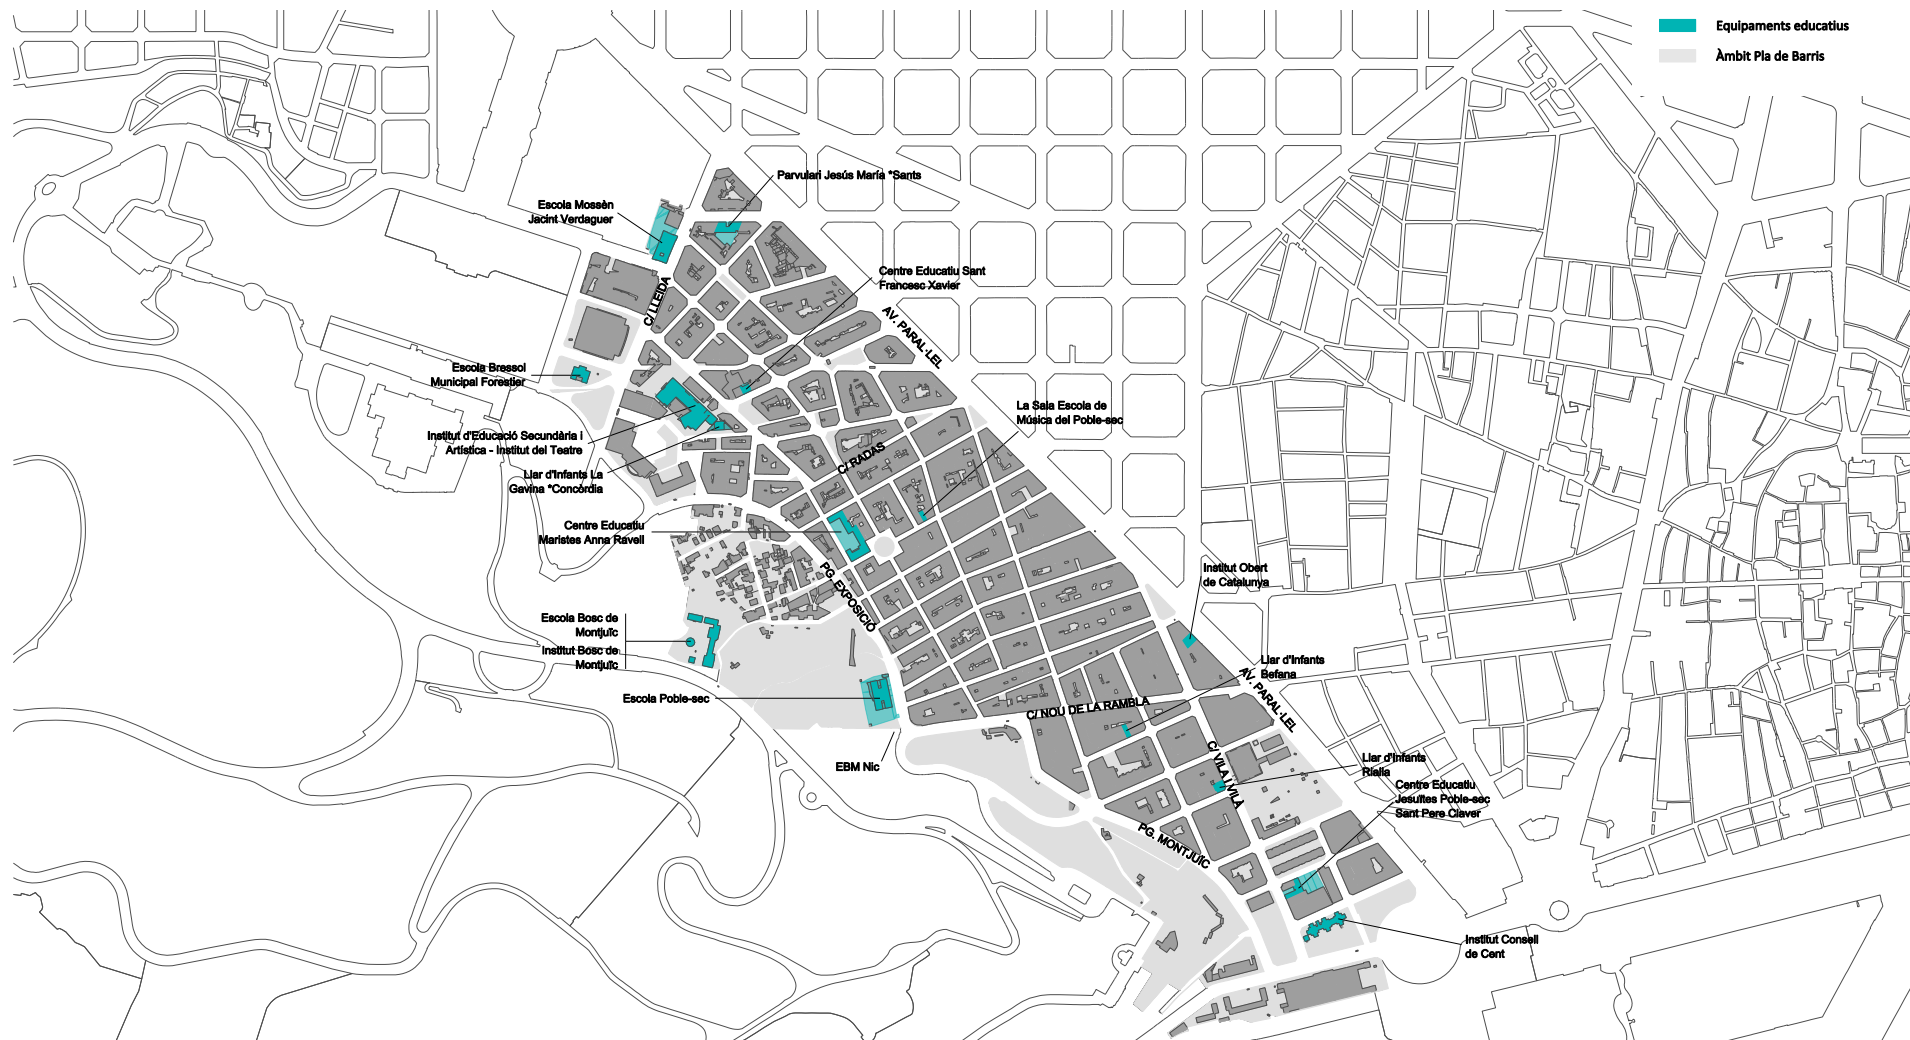 Equipaments educatius
Àmbit Pla de Barris
Parvulari Jesús María *Sants
Escola Mossèn
Jacint Verdaguer
Centre Educatiu Sant
Francesc Xavier
C/ LLEIDA
AV. PARAL·LEL
Escola Bressol
Municipal Forestier
La Sala Escola de
Música del Poble-sec
Institut d'Educació Secundària i
Artística - Institut del Teatre
C/ RADAS
Llar d'Infants La
Gavina *Concòrdia
Centre Educatiu
Maristes Anna Ravell
PG. EXPOSICIÓ
Institut Obert
de Catalunya
Escola Bosc de
Montjuïc
Institut Bosc de
Montjuïc
Llar d'Infants
Befana
Escola Poble-sec
AV. PARAL·LEL
C/ NOU DE LA RAMBLA
EBM Nic
C/ VILA I VILÀ
Llar d'Infants
Rialla
Centre Educatiu
Jesuïtes Poble-sec
Sant Pere Claver
PG. MONTJUÏC
Institut Consell
de Cent